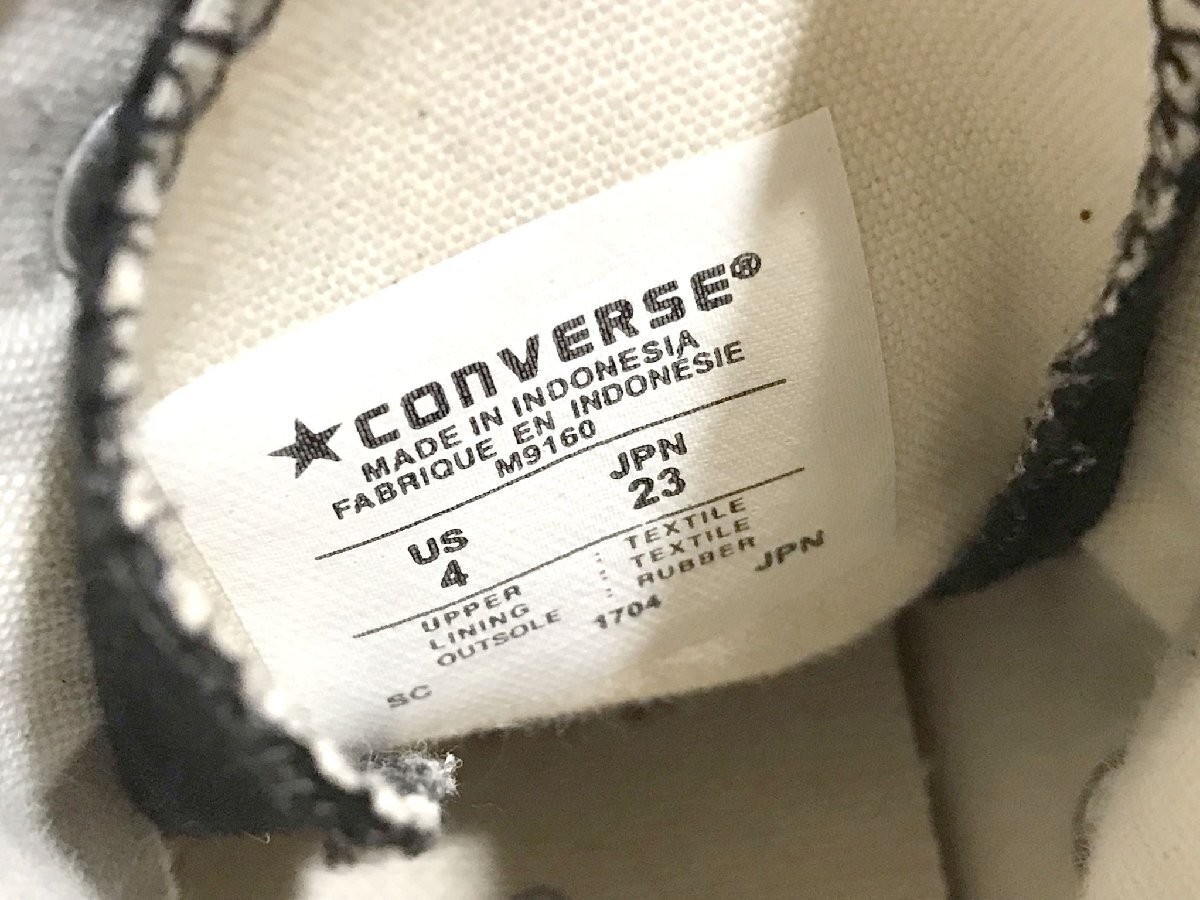 CONVERSE®
MADE IN INDONESIA
FABRIQUE EN INDONÉSIE
M9160
US JPN
4 23
UPPER : TEXTILE
LINING : TEXTILE
OUTSOLE : RUBBER
1704 JPN
SC